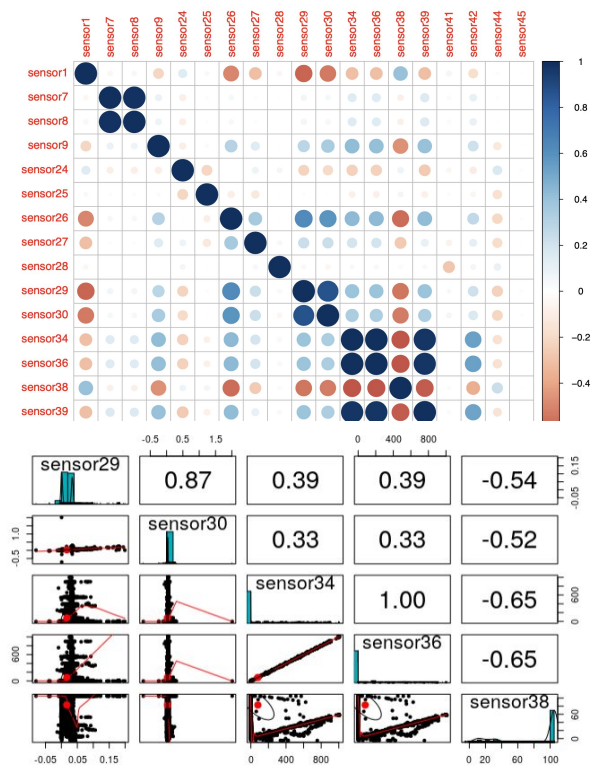 sensor1 sensor7 sensor8 sensor9 sensor24 sensor25 sensor26 sensor27 sensor28 sensor29 sensor30 sensor34 sensor36 sensor38 sensor39 sensor41 sensor42 sensor44 sensor45
sensor1
sensor7
sensor8
sensor9
sensor24
sensor25
sensor26
sensor27
sensor28
sensor29
sensor30
sensor34
sensor36
sensor38
sensor39
1
0.8
0.6
0.4
0.2
0
-0.2
-0.4
-0.5 0.5 1.5 0 400 800
sensor29 0.87 0.39 0.39 -0.54 -0.05 0.15
-0.5 1.0 sensor30 0.33 0.33 -0.52
sensor34 1.00 -0.65 0 600
0 600 sensor36 -0.65
sensor38 0 60
-0.05 0.05 0.15 0 400 800 0 20 60 100